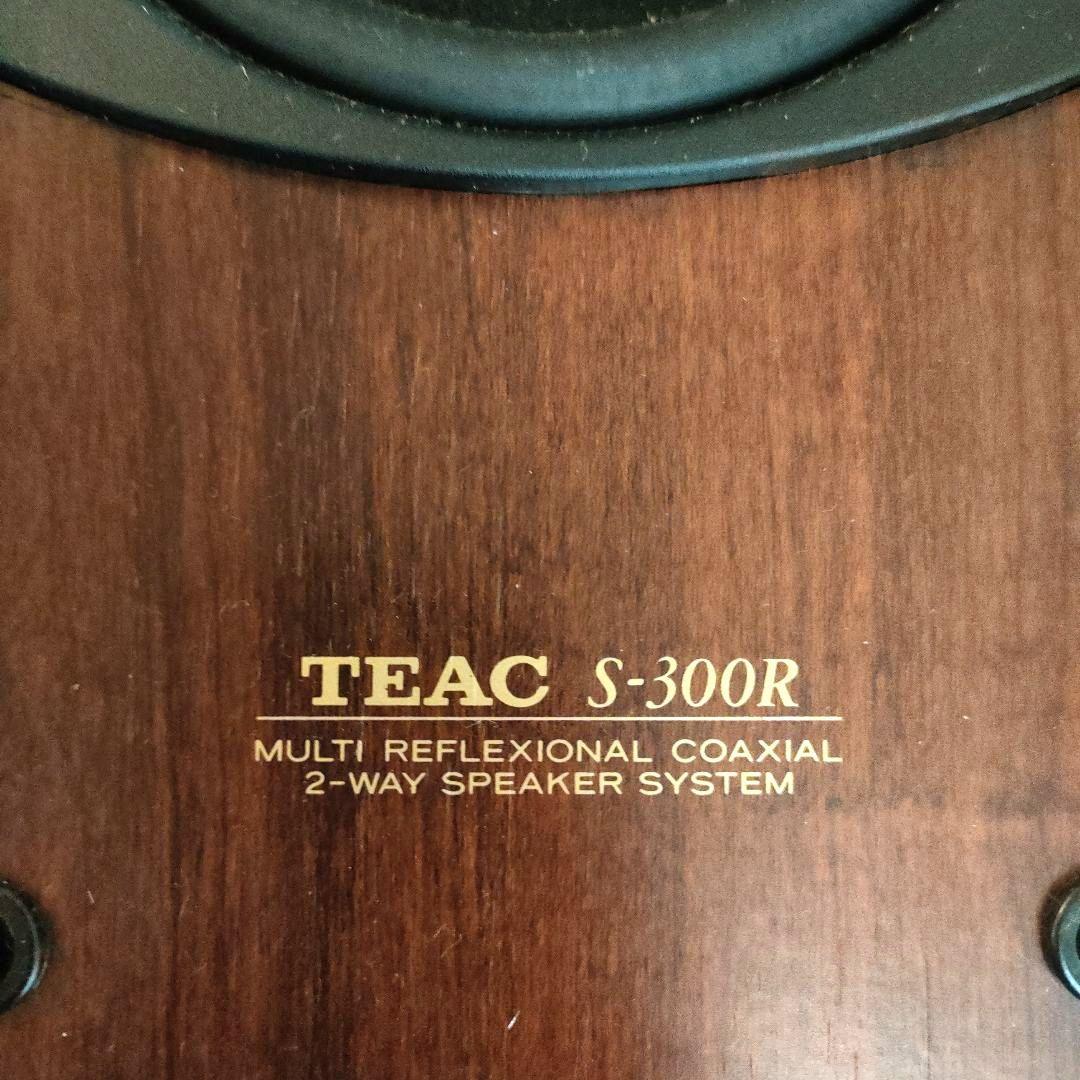 TEAC S-300R
MULTI REFLEXIONAL COAXIAL
2-WAY SPEAKER SYSTEM